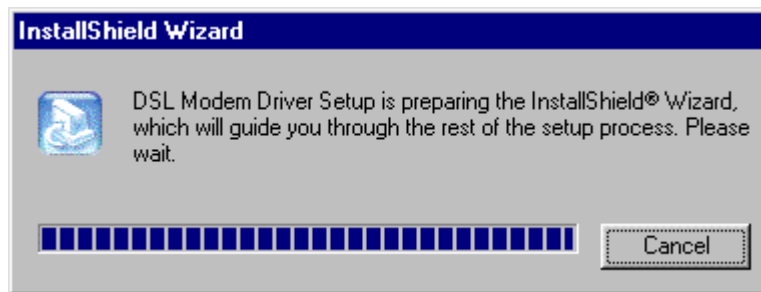 InstallShield Wizard
DSL Modem Driver Setup is preparing the InstallShield® Wizard,
which will guide you through the rest of the setup process. Please
wait.
Cancel